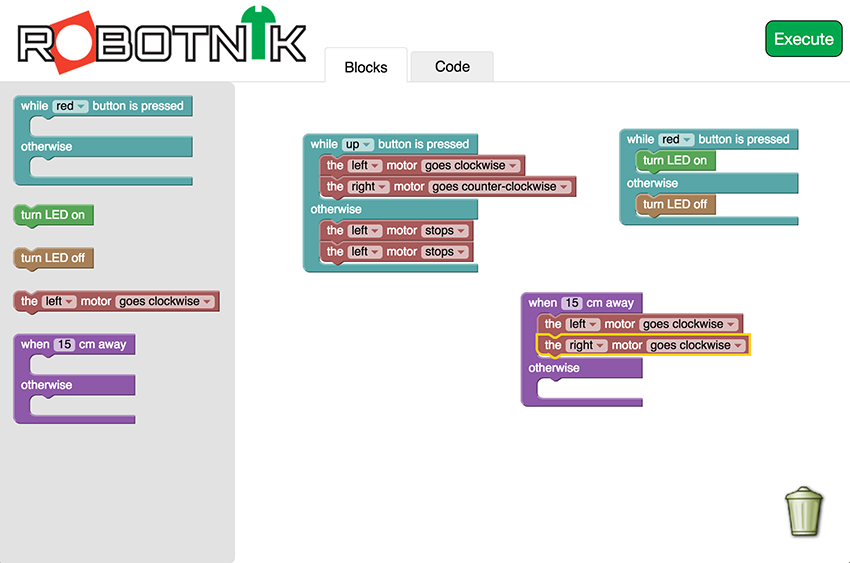 ROBOTNIK
Blocks
Code
Execute
while red button is pressed
otherwise
turn LED on
turn LED off
the left motor goes clockwise
when 15 cm away
otherwise
while up button is pressed
the left motor goes clockwise
the right motor goes counter-clockwise
otherwise
the left motor stops
the left motor stops
while red button is pressed
turn LED on
otherwise
turn LED off
when 15 cm away
the left motor goes clockwise
the right motor goes clockwise
otherwise